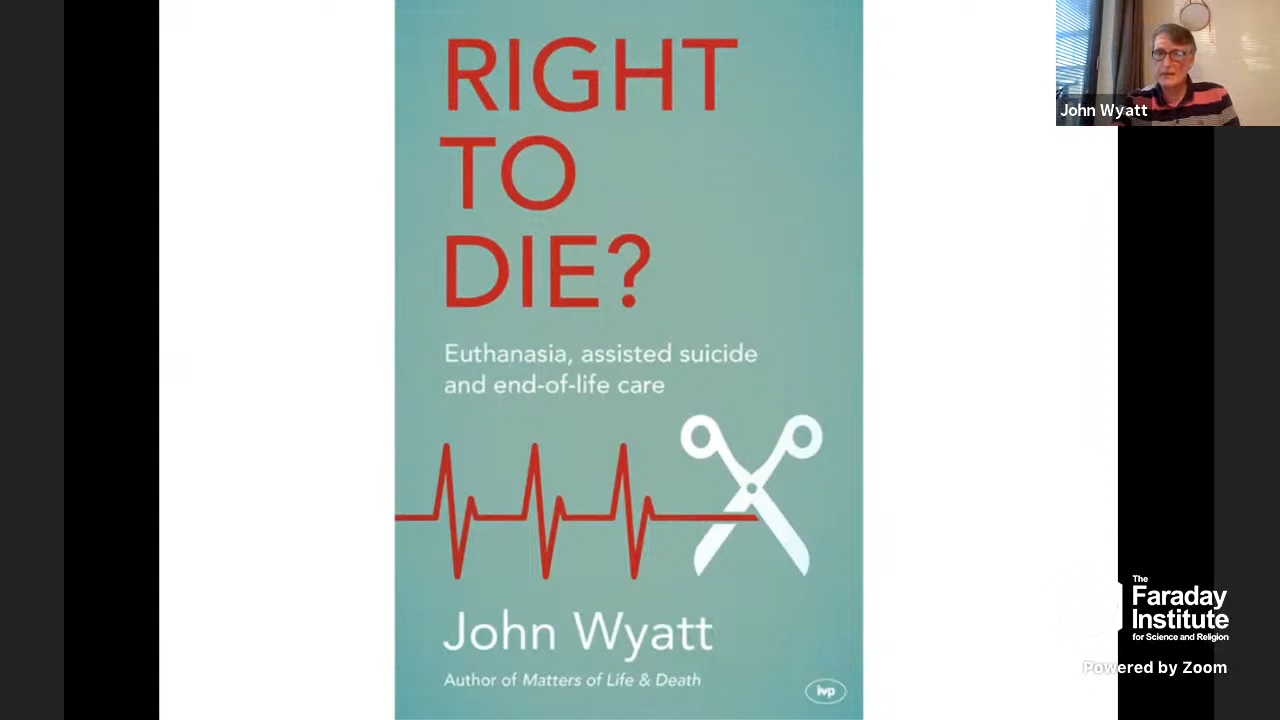 RIGHT
TO
DIE?
Euthanasia, assisted suicide
and end-of-life care
John Wyatt
Author of Matters of Life & Death
ivp
John Wyatt
The
Faraday
Institute
for Science and Religion
Powered by Zoom